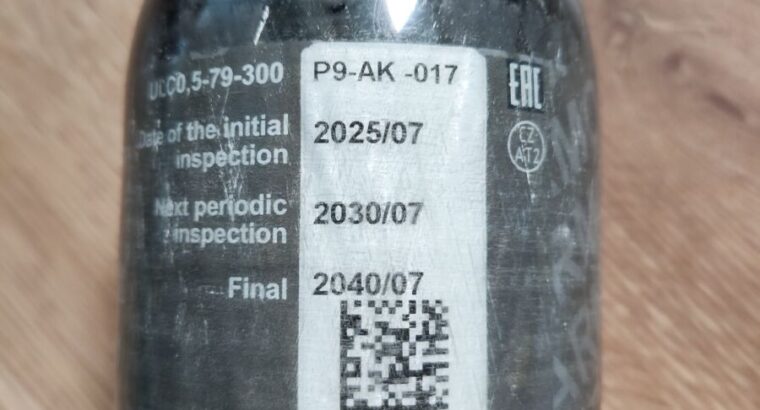 ULC0,5-79-300 P9-AK -017
Date of the initial inspection 2025/07
Next periodic inspection 2030/07
Final 2040/07
EAC
CZ
AT2